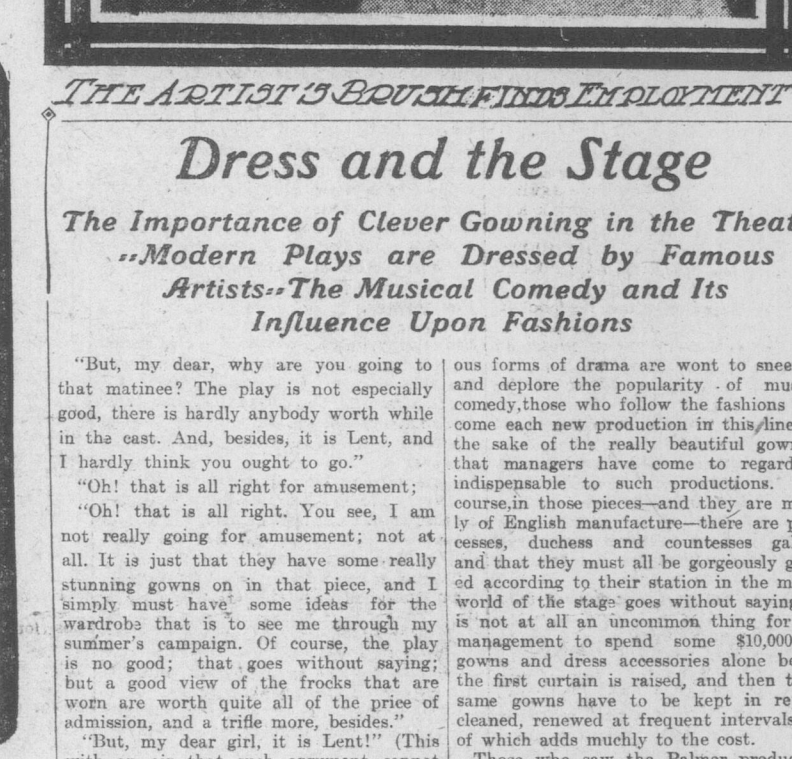 THE ARTIST'S BRUSH FINDS EMPLOYMENT
Dress and the Stage
The Importance of Clever Gowning in the Theat
--Modern Plays are Dressed by Famous
Artists--The Musical Comedy and Its
Influence Upon Fashions
"But, my dear, why are you going to
that matinee? The play is not especially
good, there is hardly anybody worth while
in the cast. And, besides, it is Lent, and
I hardly think you ought to go."
"Oh! that is all right for amusement;
"Oh! that is all right. You see, I am
not really going for amusement; not at
all. It is just that they have some really
stunning gowns on in that piece, and I
simply must have some ideas for the
wardrobe that is to see me through my
summer's campaign. Of course, the play
is no good; that goes without saying;
but a good view of the frocks that are
worn are worth quite all of the price of
admission, and a trifle more, besides."
"But, my dear girl, it is Lent!" (This
ous forms of drama are wont to snee
and deplore the popularity of mu
comedy,those who follow the fashions
come each new production in this line
the sake of the really beautiful gow
that managers have come to regard
indispensable to such productions.
course,in those pieces—and they are m
ly of English manufacture—there are p
cesses, duchess and countesses ga
and that they must all be gorgeously g
ed according to their station in the m
world of the stage goes without saying
is not at all an uncommon thing for
management to spend some $10,000
gowns and dress accessories alone be
the first curtain is raised, and then t
same gowns have to be kept in re
cleaned, renewed at frequent intervals
of which adds muchly to the cost.
Those who saw the Palmer produ